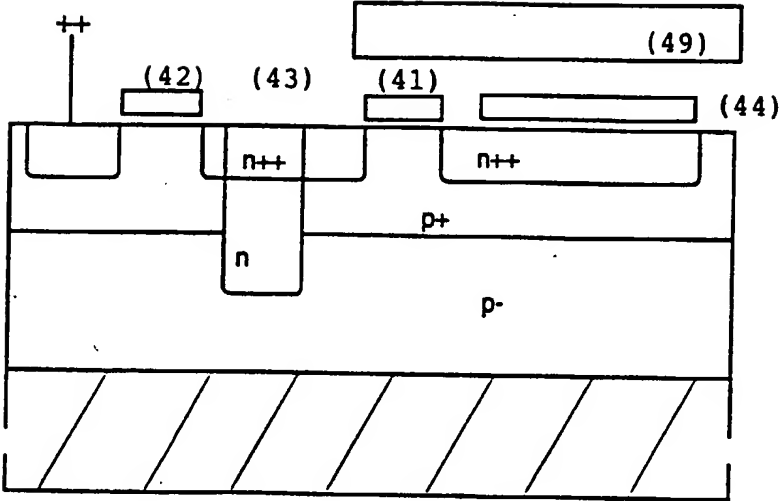 ++
(49)
(42)
(43)
(41)
(44)
n++
n++
p+
n
p-